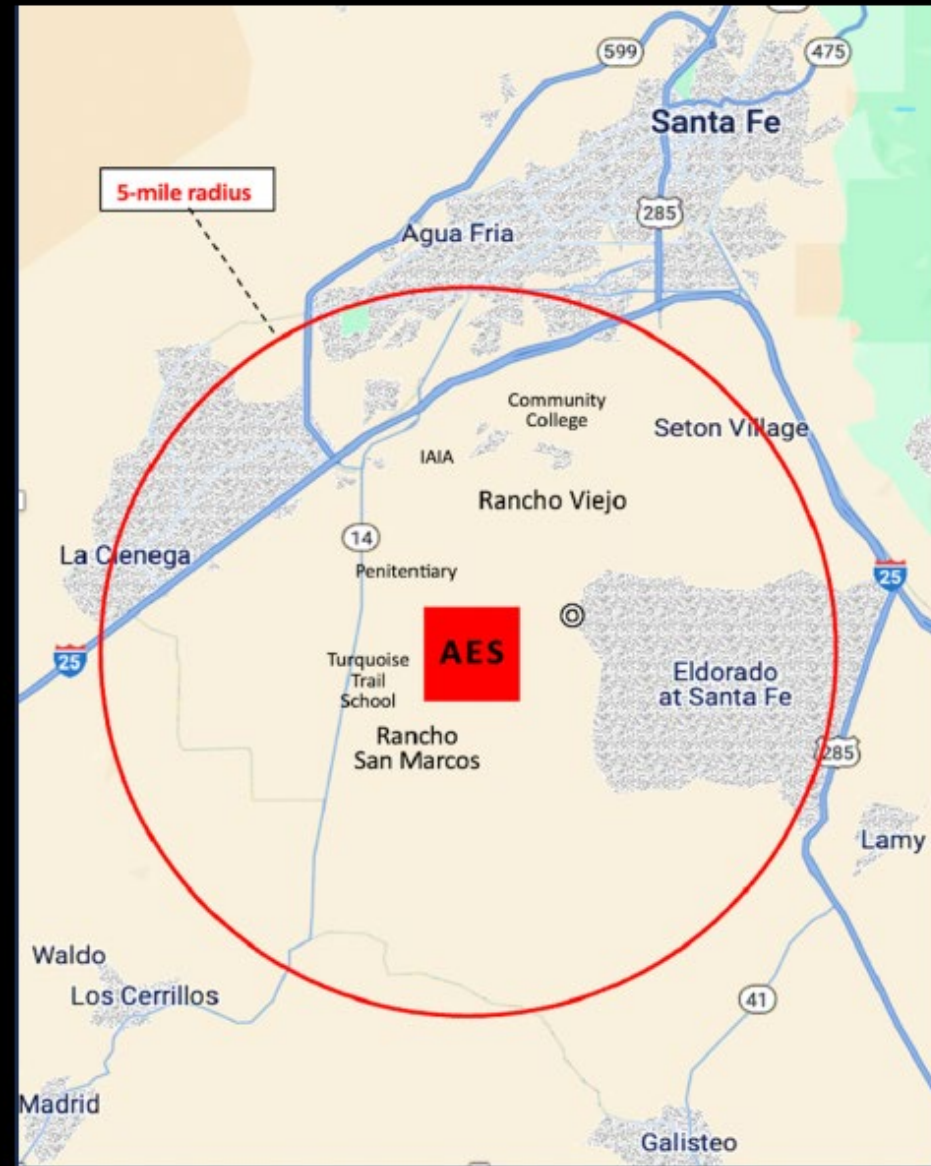 599
475
Santa Fe
5-mile radius
285
Agua Fria
Community
College
Seton Village
IAIA
Rancho Viejo
14
La Cienega
Penitentiary
25
AES
25
Turquoise
Trail
School
Eldorado
at Santa Fe
Rancho
San Marcos
285
Lamy
Waldo
Los Cerrillos
41
Madrid
Galisteo